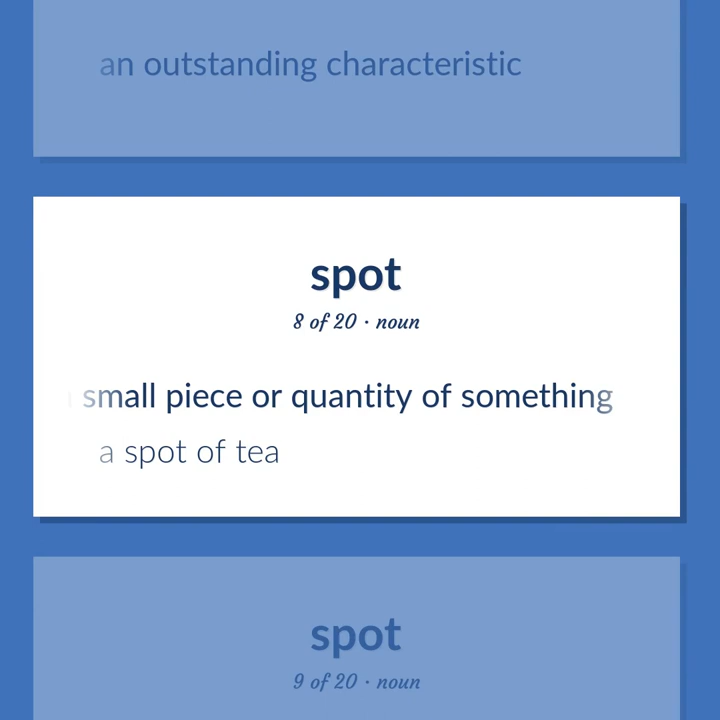 an outstanding characteristic
spot
8 of 20 · noun
small piece or quantity of something
a spot of tea
spot
9 of 20 · noun